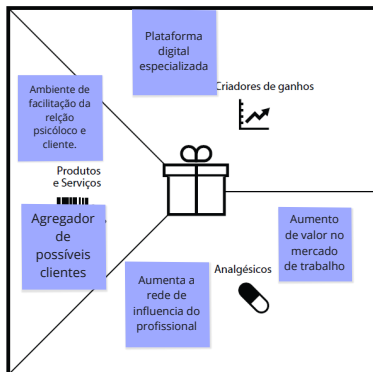 Plataforma
digital
especializada
Criadores de ganhos
Ambiente de
facilitação da
relção
psicóloco e
cliente.
Produtos
e Serviços
Agregador
de
possíveis
clientes
Aumento
de valor no
mercado
de trabalho
Aumenta a
rede de
influencia do
profissional
Analgésicos